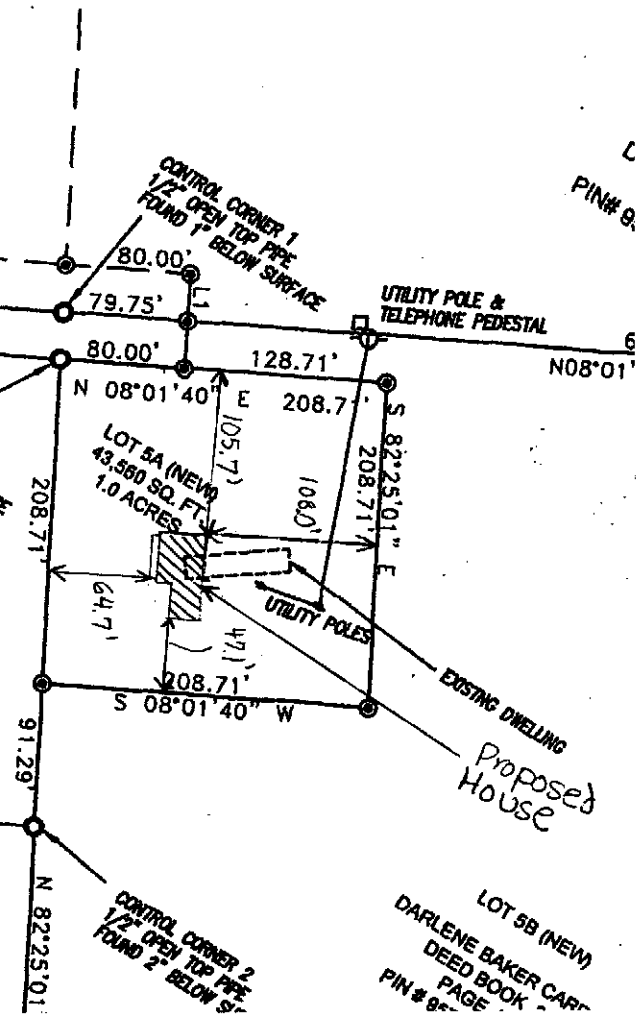 CONTROL CORNER 1
1/2" OPEN TOP PIPE
FOUND 1" BELOW SURFACE
PIN#
80.00'
L1
79.75'
UTILITY POLE &
TELEPHONE PEDESTAL
80.00'
128.71'
N08°01'
N 08°01'40" E
208.71'
105.7'
S 82°25'01" E
208.71'
LOT 5A (NEW)
43,560 SQ. FT.
1.0 ACRES
108.0'
208.71'
64.7'
UTILITY POLES
47.1'
208.71'
S 08°01'40" W
EXISTING DWELLING
Proposed
House
91.29'
CONTROL CORNER 2
1/2" OPEN TOP PIPE
FOUND 2" BELOW
N 82°25'01
LOT 5B (NEW)
DARLENE BAKER
DEED BOOK
PAGE
PIN #